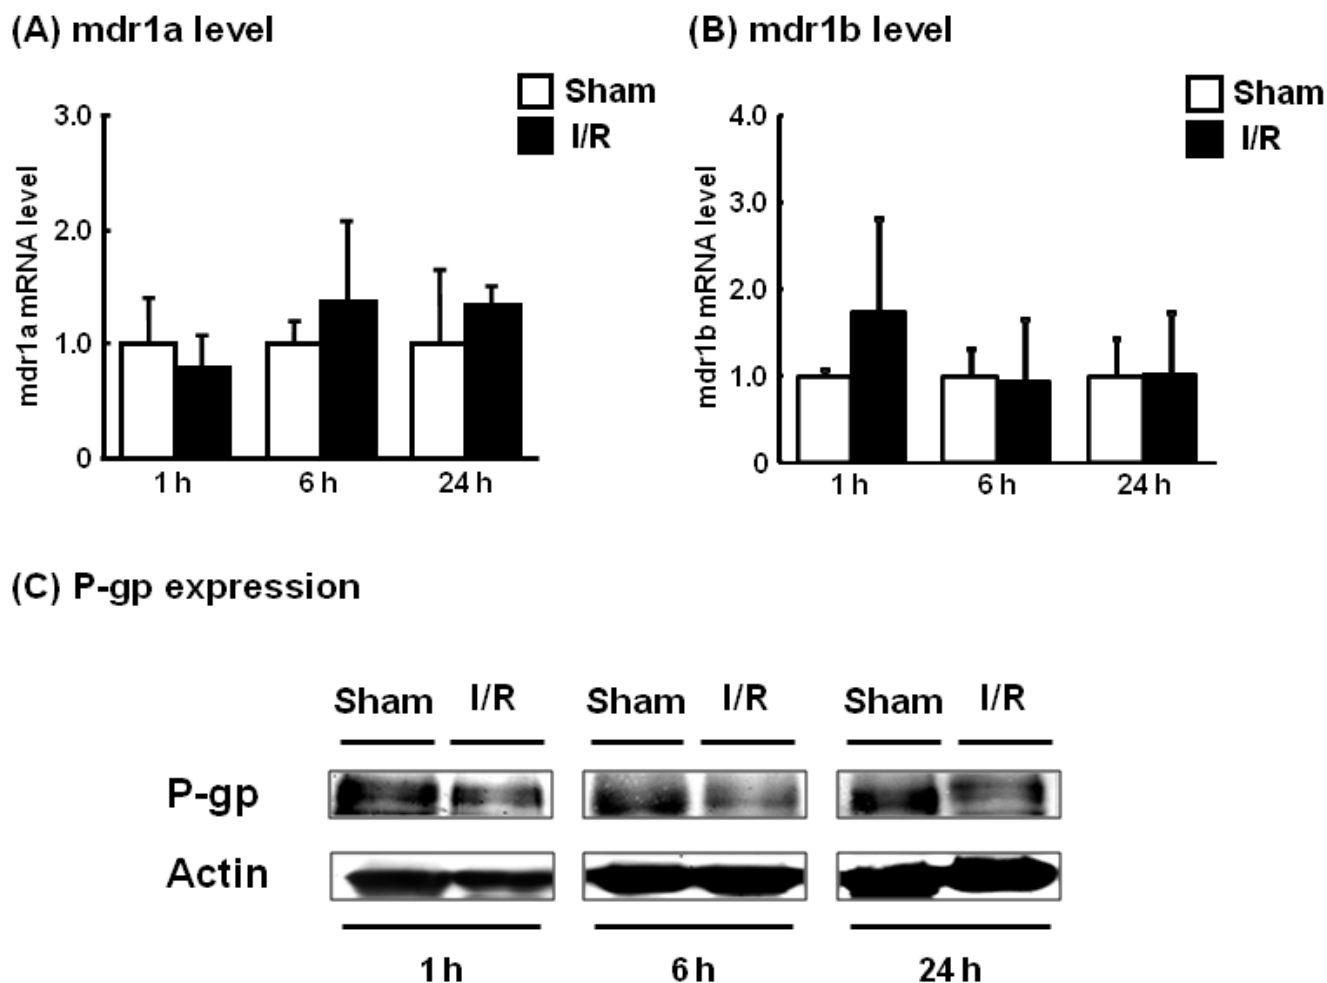 (A) mdr1a level
Sham
I/R
mdr1a mRNA level
3.0
2.0
1.0
0
1 h
6 h
24 h
(B) mdr1b level
Sham
I/R
mdr1b mRNA level
4.0
3.0
2.0
1.0
0
1 h
6 h
24 h
(C) P-gp expression
Sham I/R Sham I/R Sham I/R
P-gp
Actin
1 h 6 h 24 h